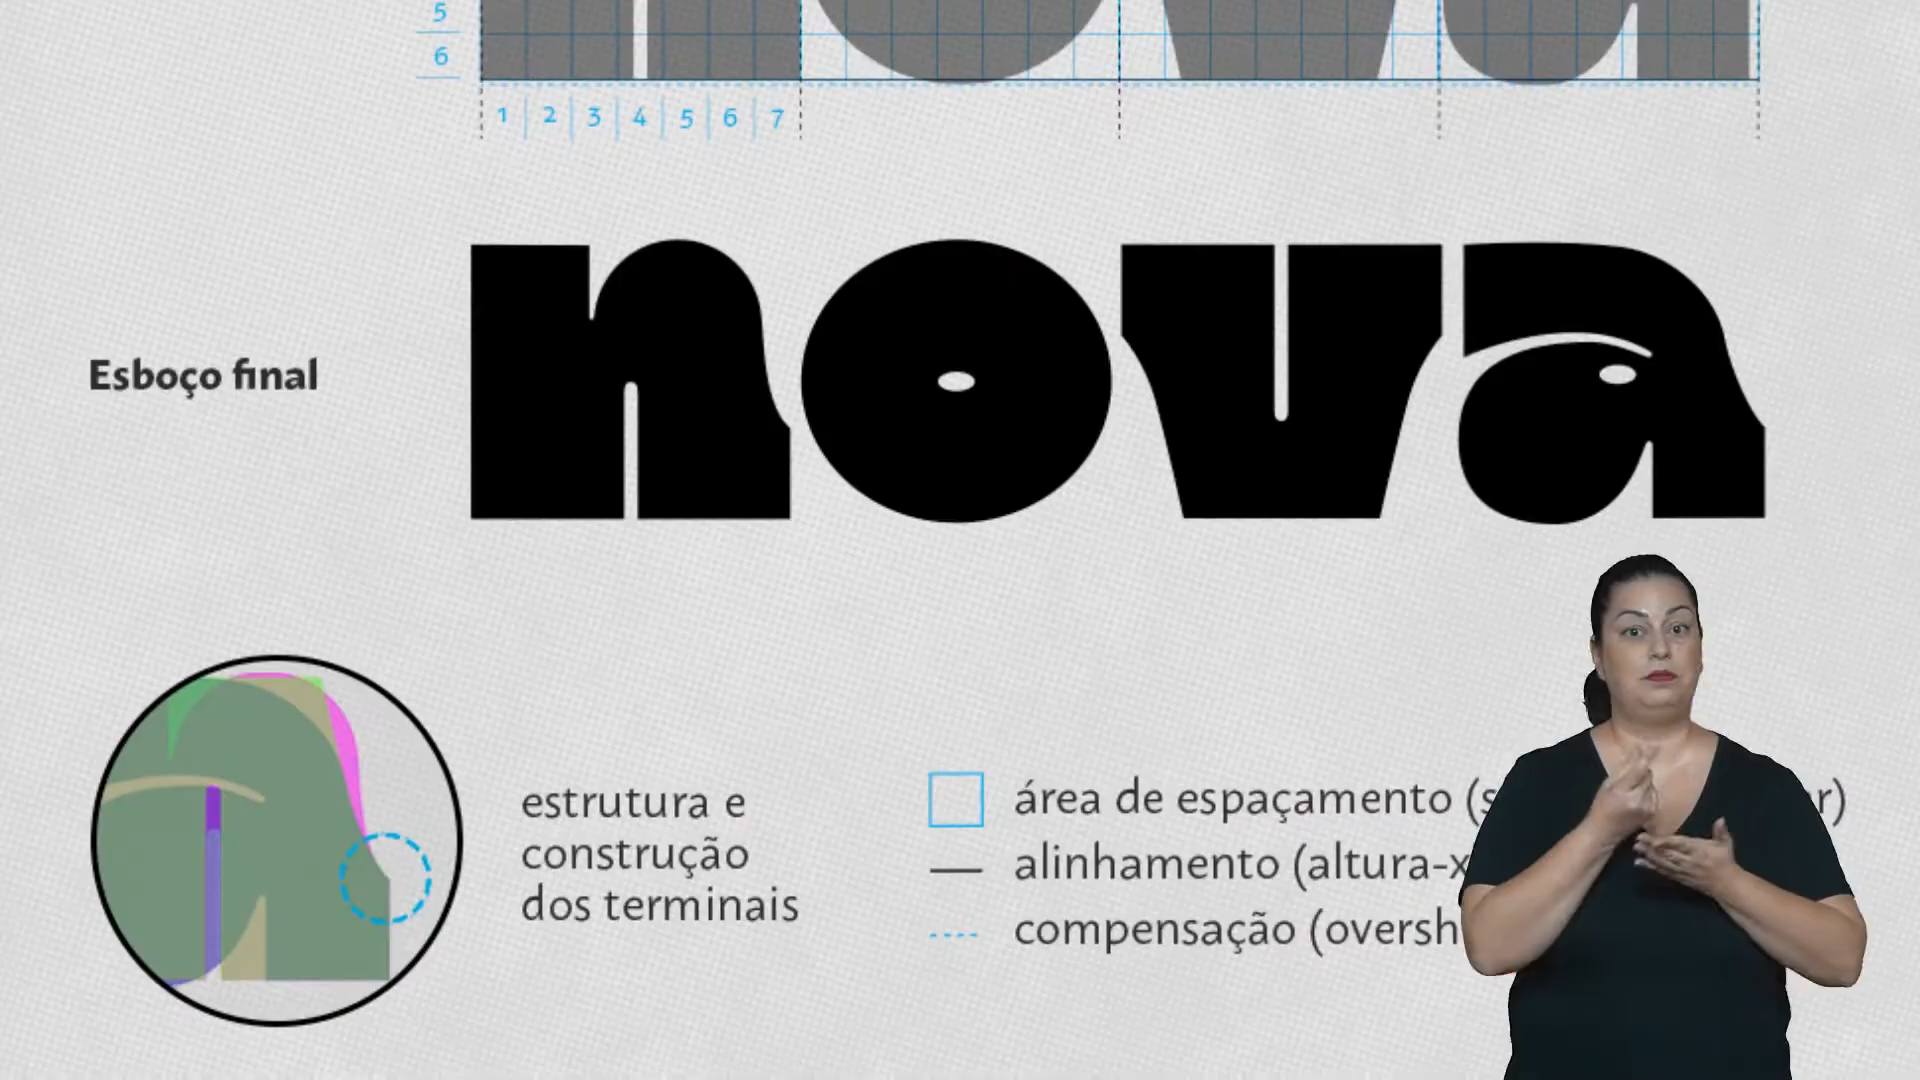 5
6
1 2 3 4 5 6 7
nova
Esboço final
nova
estrutura e
construção
dos terminais
área de espaçamento
alinhamento (altura-x
compensação